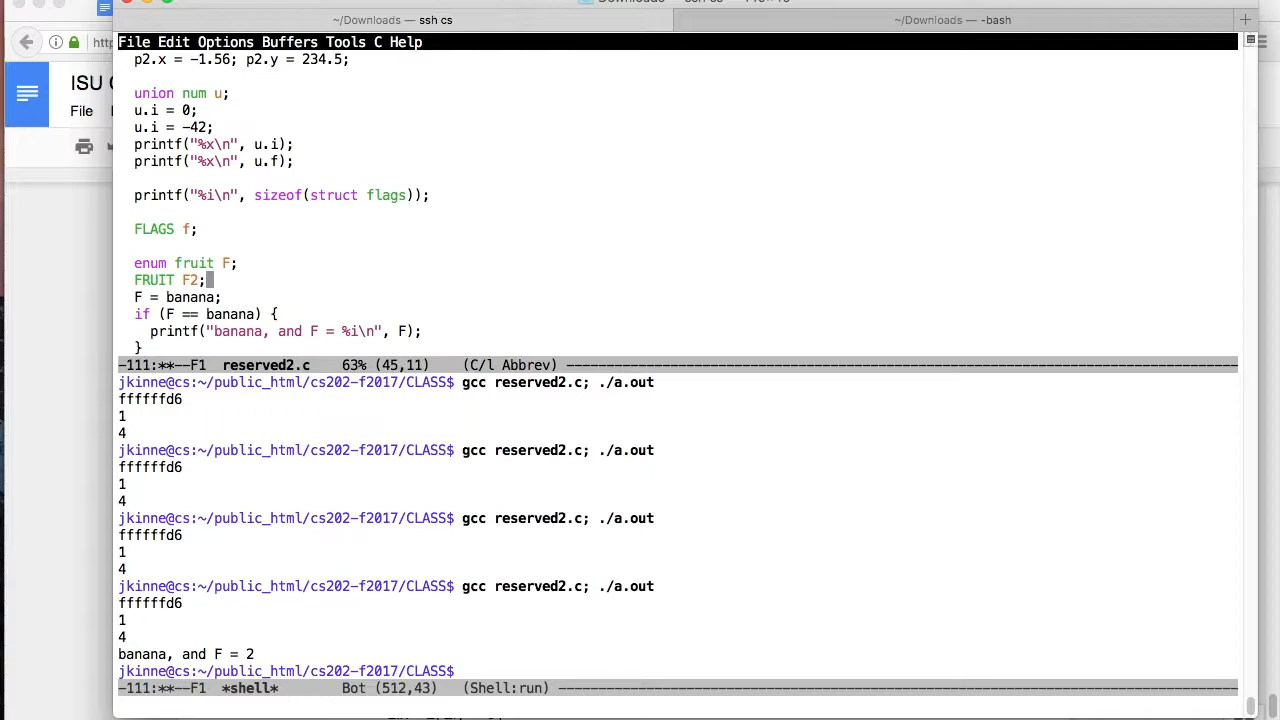 ~/Downloads — ssh cs
~/Downloads — -bash
http
ISU
File
File Edit Options Buffers Tools C Help
p2.x = -1.56; p2.y = 234.5;
union num u;
u.i = 0;
u.i = -42;
printf("%x\n", u.i);
printf("%x\n", u.f);
printf("%i\n", sizeof(struct flags));
FLAGS f;
enum fruit F;
FRUIT F2;
F = banana;
if (F == banana) {
printf("banana, and F = %i\n", F);
}
-111:**--F1 reserved2.c 63% (45,11) (C/l Abbrev)
jkinne@cs:~/public_html/cs202-f2017/CLASS$ gcc reserved2.c; ./a.out
ffffffd6
1
4
jkinne@cs:~/public_html/cs202-f2017/CLASS$ gcc reserved2.c; ./a.out
ffffffd6
1
4
jkinne@cs:~/public_html/cs202-f2017/CLASS$ gcc reserved2.c; ./a.out
ffffffd6
1
4
jkinne@cs:~/public_html/cs202-f2017/CLASS$ gcc reserved2.c; ./a.out
ffffffd6
1
4
banana, and F = 2
jkinne@cs:~/public_html/cs202-f2017/CLASS$
-111:**--F1 *shell* Bot (512,43) (Shell:run)